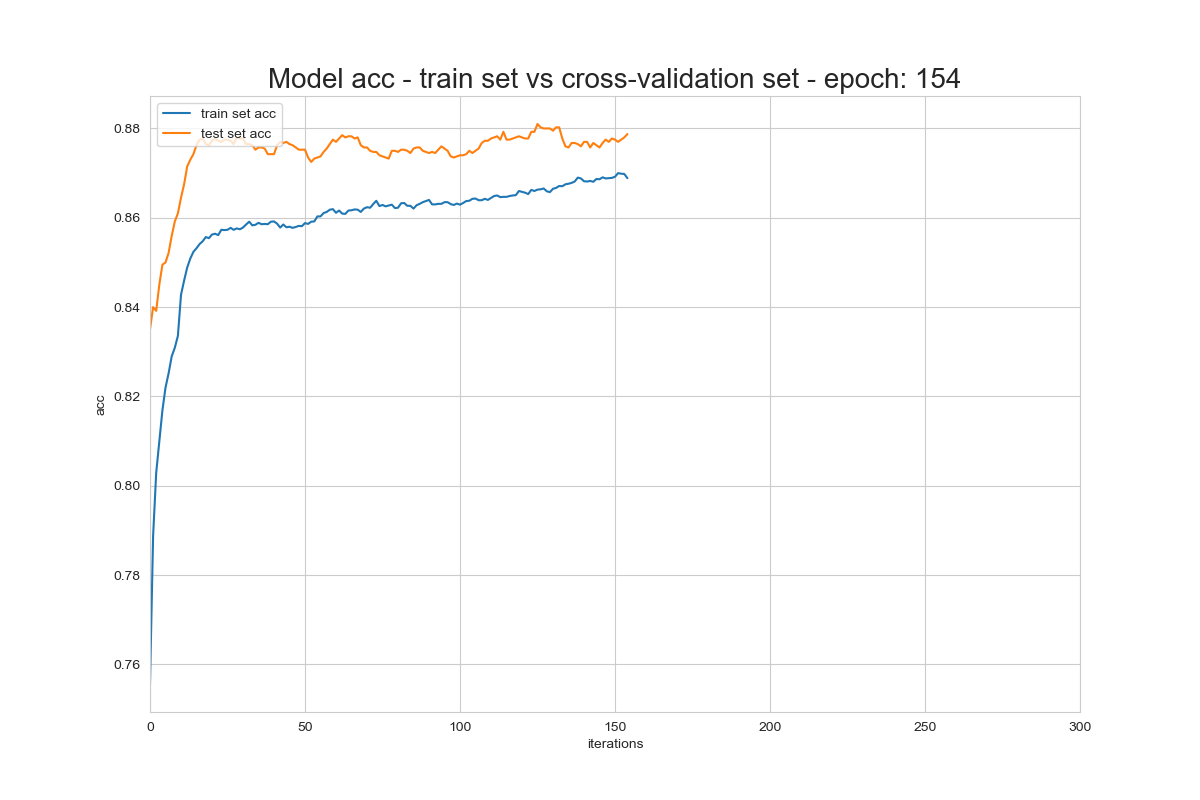 Model acc - train set vs cross-validation set - epoch: 154
train set acc
test set acc
0.88
0.86
0.84
0.82
0.80
0.78
0.76
acc
0
50
100
150
200
250
300
iterations